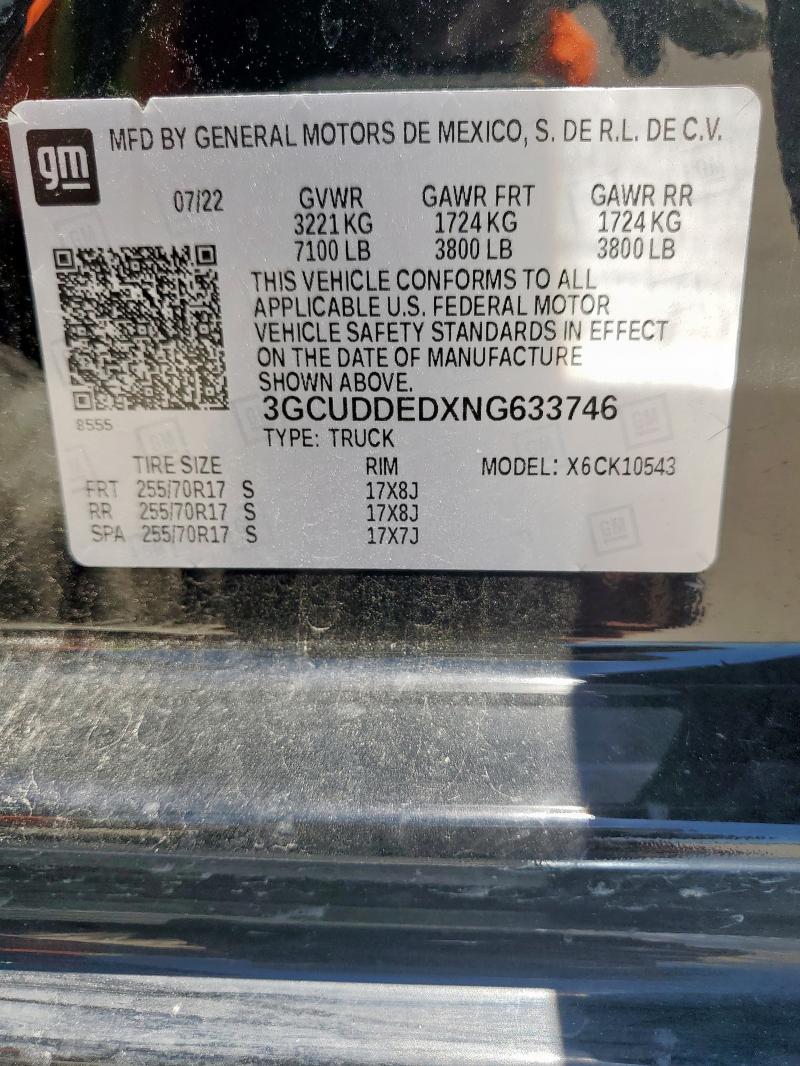 gm
MFD BY GENERAL MOTORS DE MEXICO, S. DE R.L. DE C.V.
07/22 GVWR GAWR FRT GAWR RR
3221 KG 1724 KG 1724 KG
7100 LB 3800 LB 3800 LB
THIS VEHICLE CONFORMS TO ALL
APPLICABLE U.S. FEDERAL MOTOR
VEHICLE SAFETY STANDARDS IN EFFECT
ON THE DATE OF MANUFACTURE
SHOWN ABOVE.
8555
3GCUDDEDXNG633746
TYPE: TRUCK
TIRE SIZE RIM MODEL: X6CK10543
FRT 255/70R17 S 17X8J
RR 255/70R17 S 17X8J
SPA 255/70R17 S 17X7J
GM